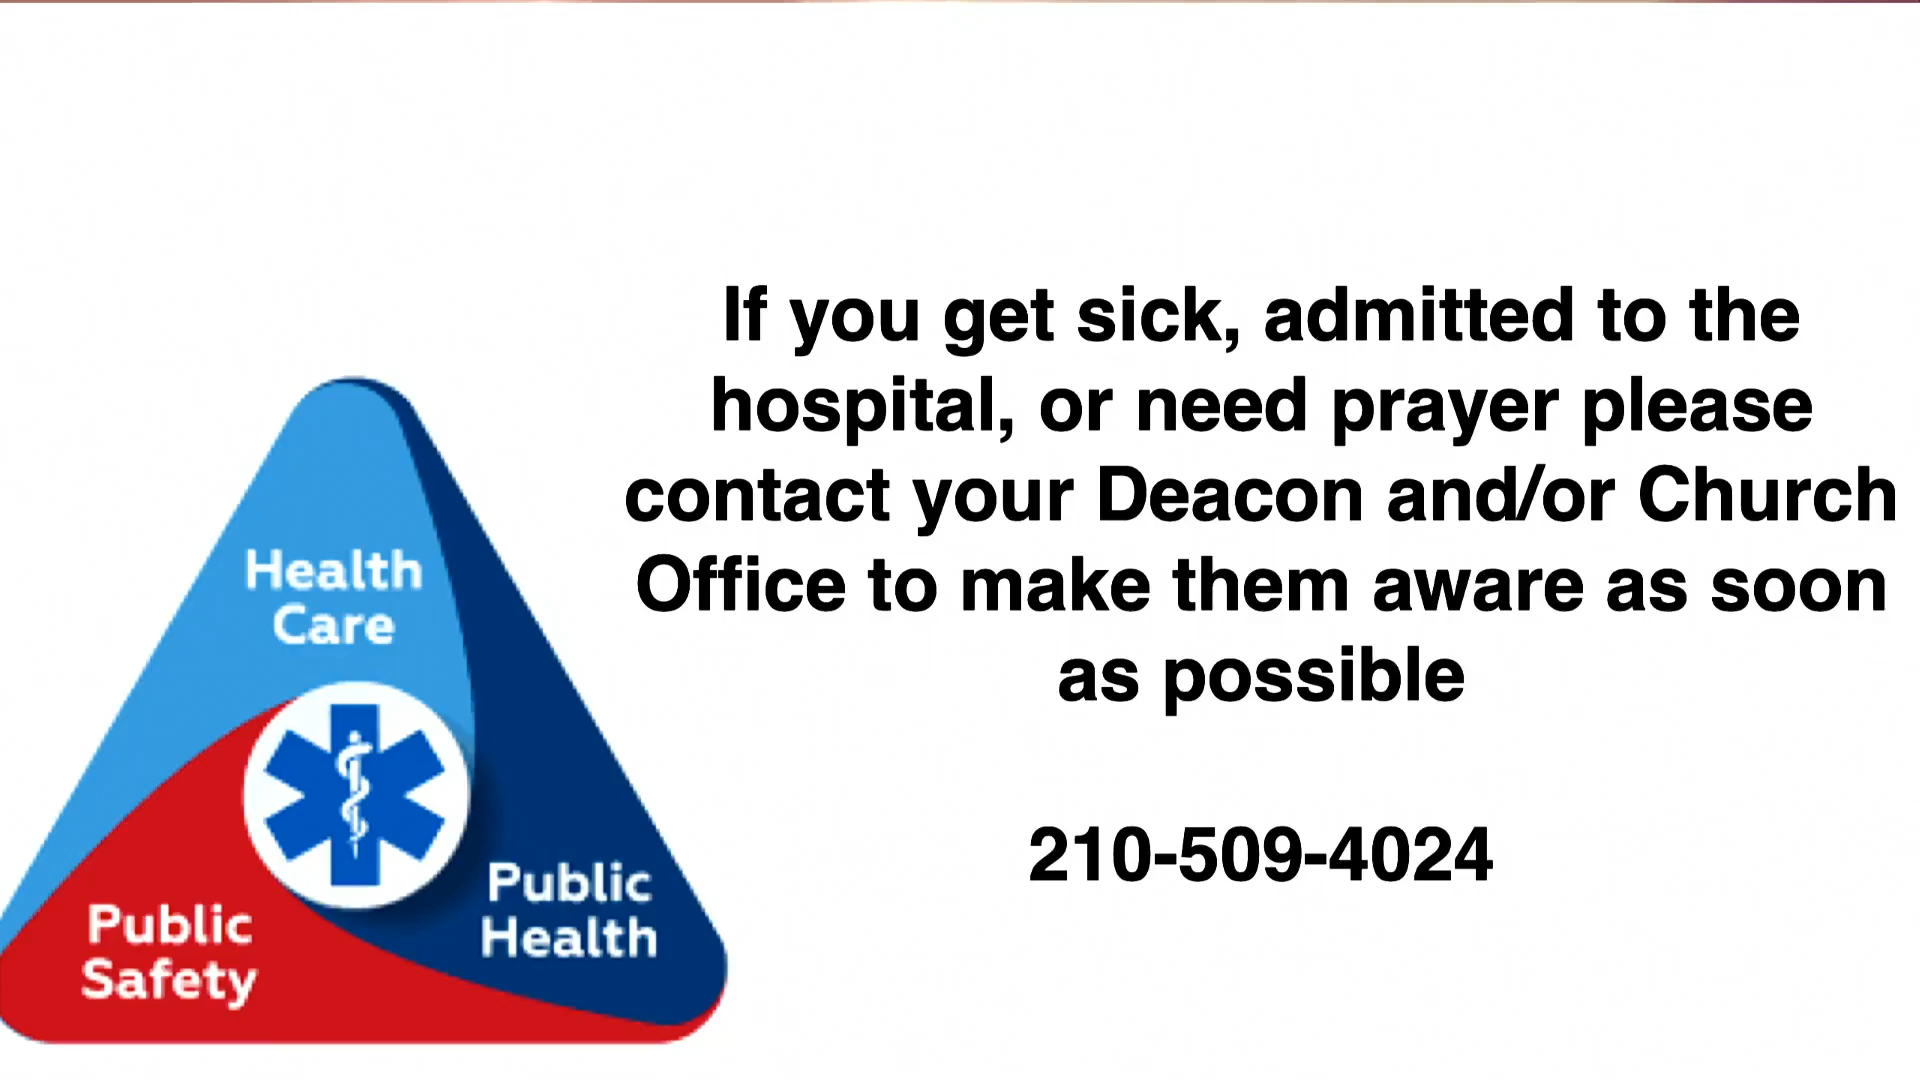 If you get sick, admitted to the
hospital, or need prayer please
contact your Deacon and/or Church
Office to make them aware as soon
as possible
210-509-4024
Health
Care
Public
Safety
Public
Health